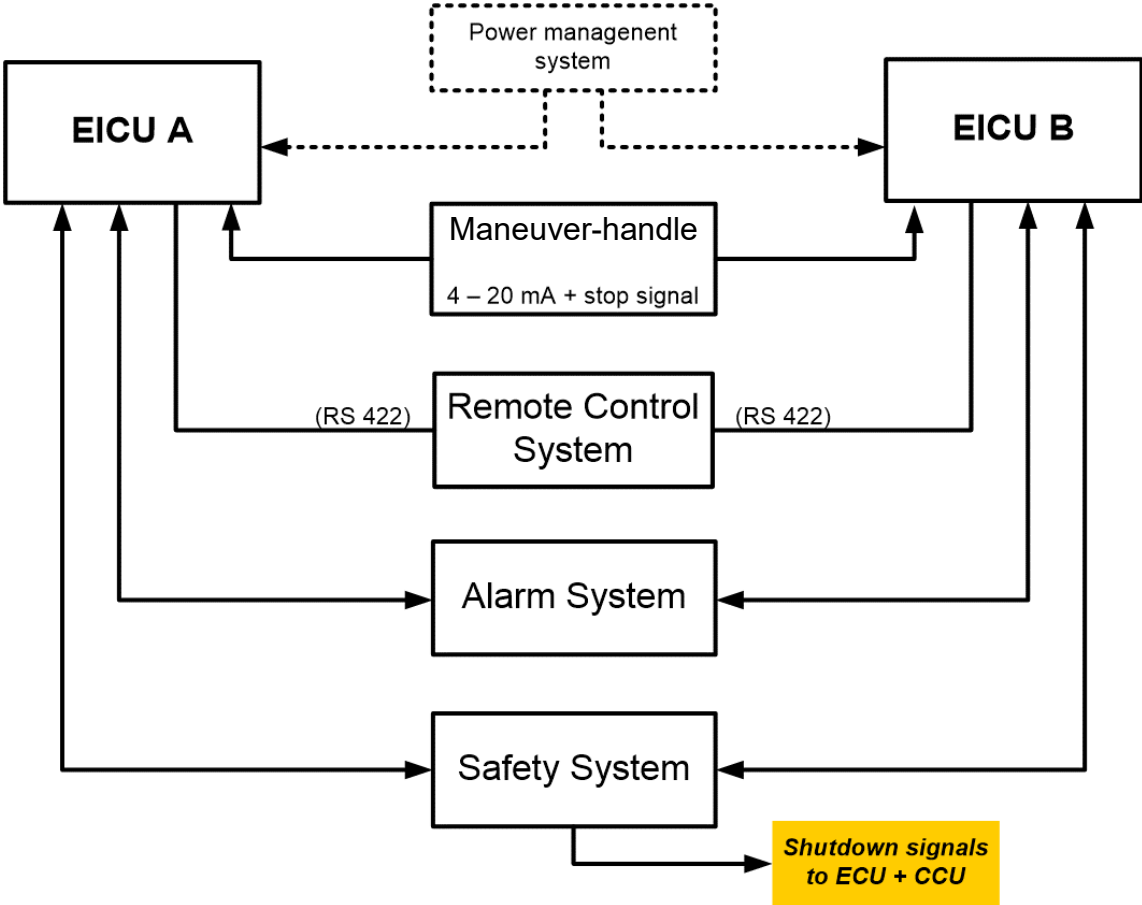 Power management
system
EICU A
EICU B
Maneuver-handle
4 – 20 mA + stop signal
(RS 422)
Remote Control
System
(RS 422)
Alarm System
Safety System
Shutdown signals
to ECU + CCU